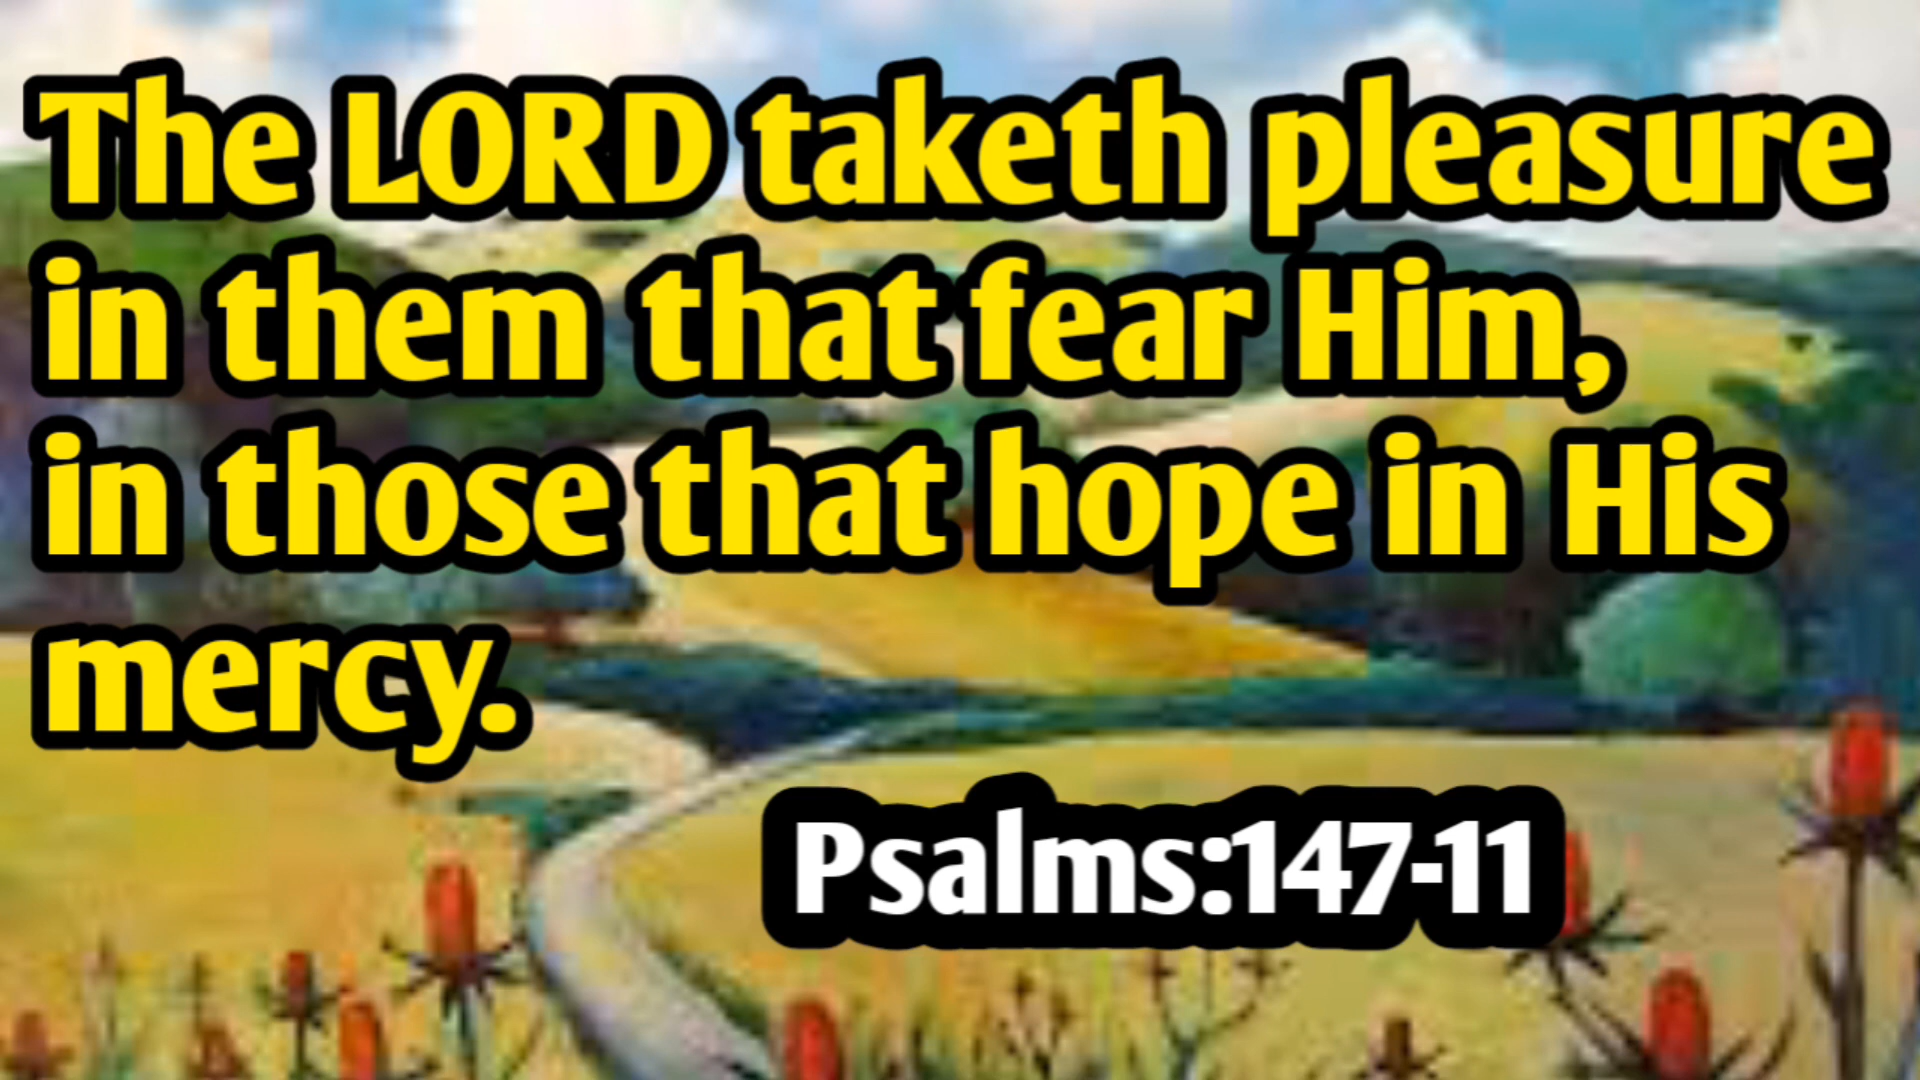 The LORD taketh pleasure
in them that fear Him,
in those that hope in His
mercy.
Psalms:147-11